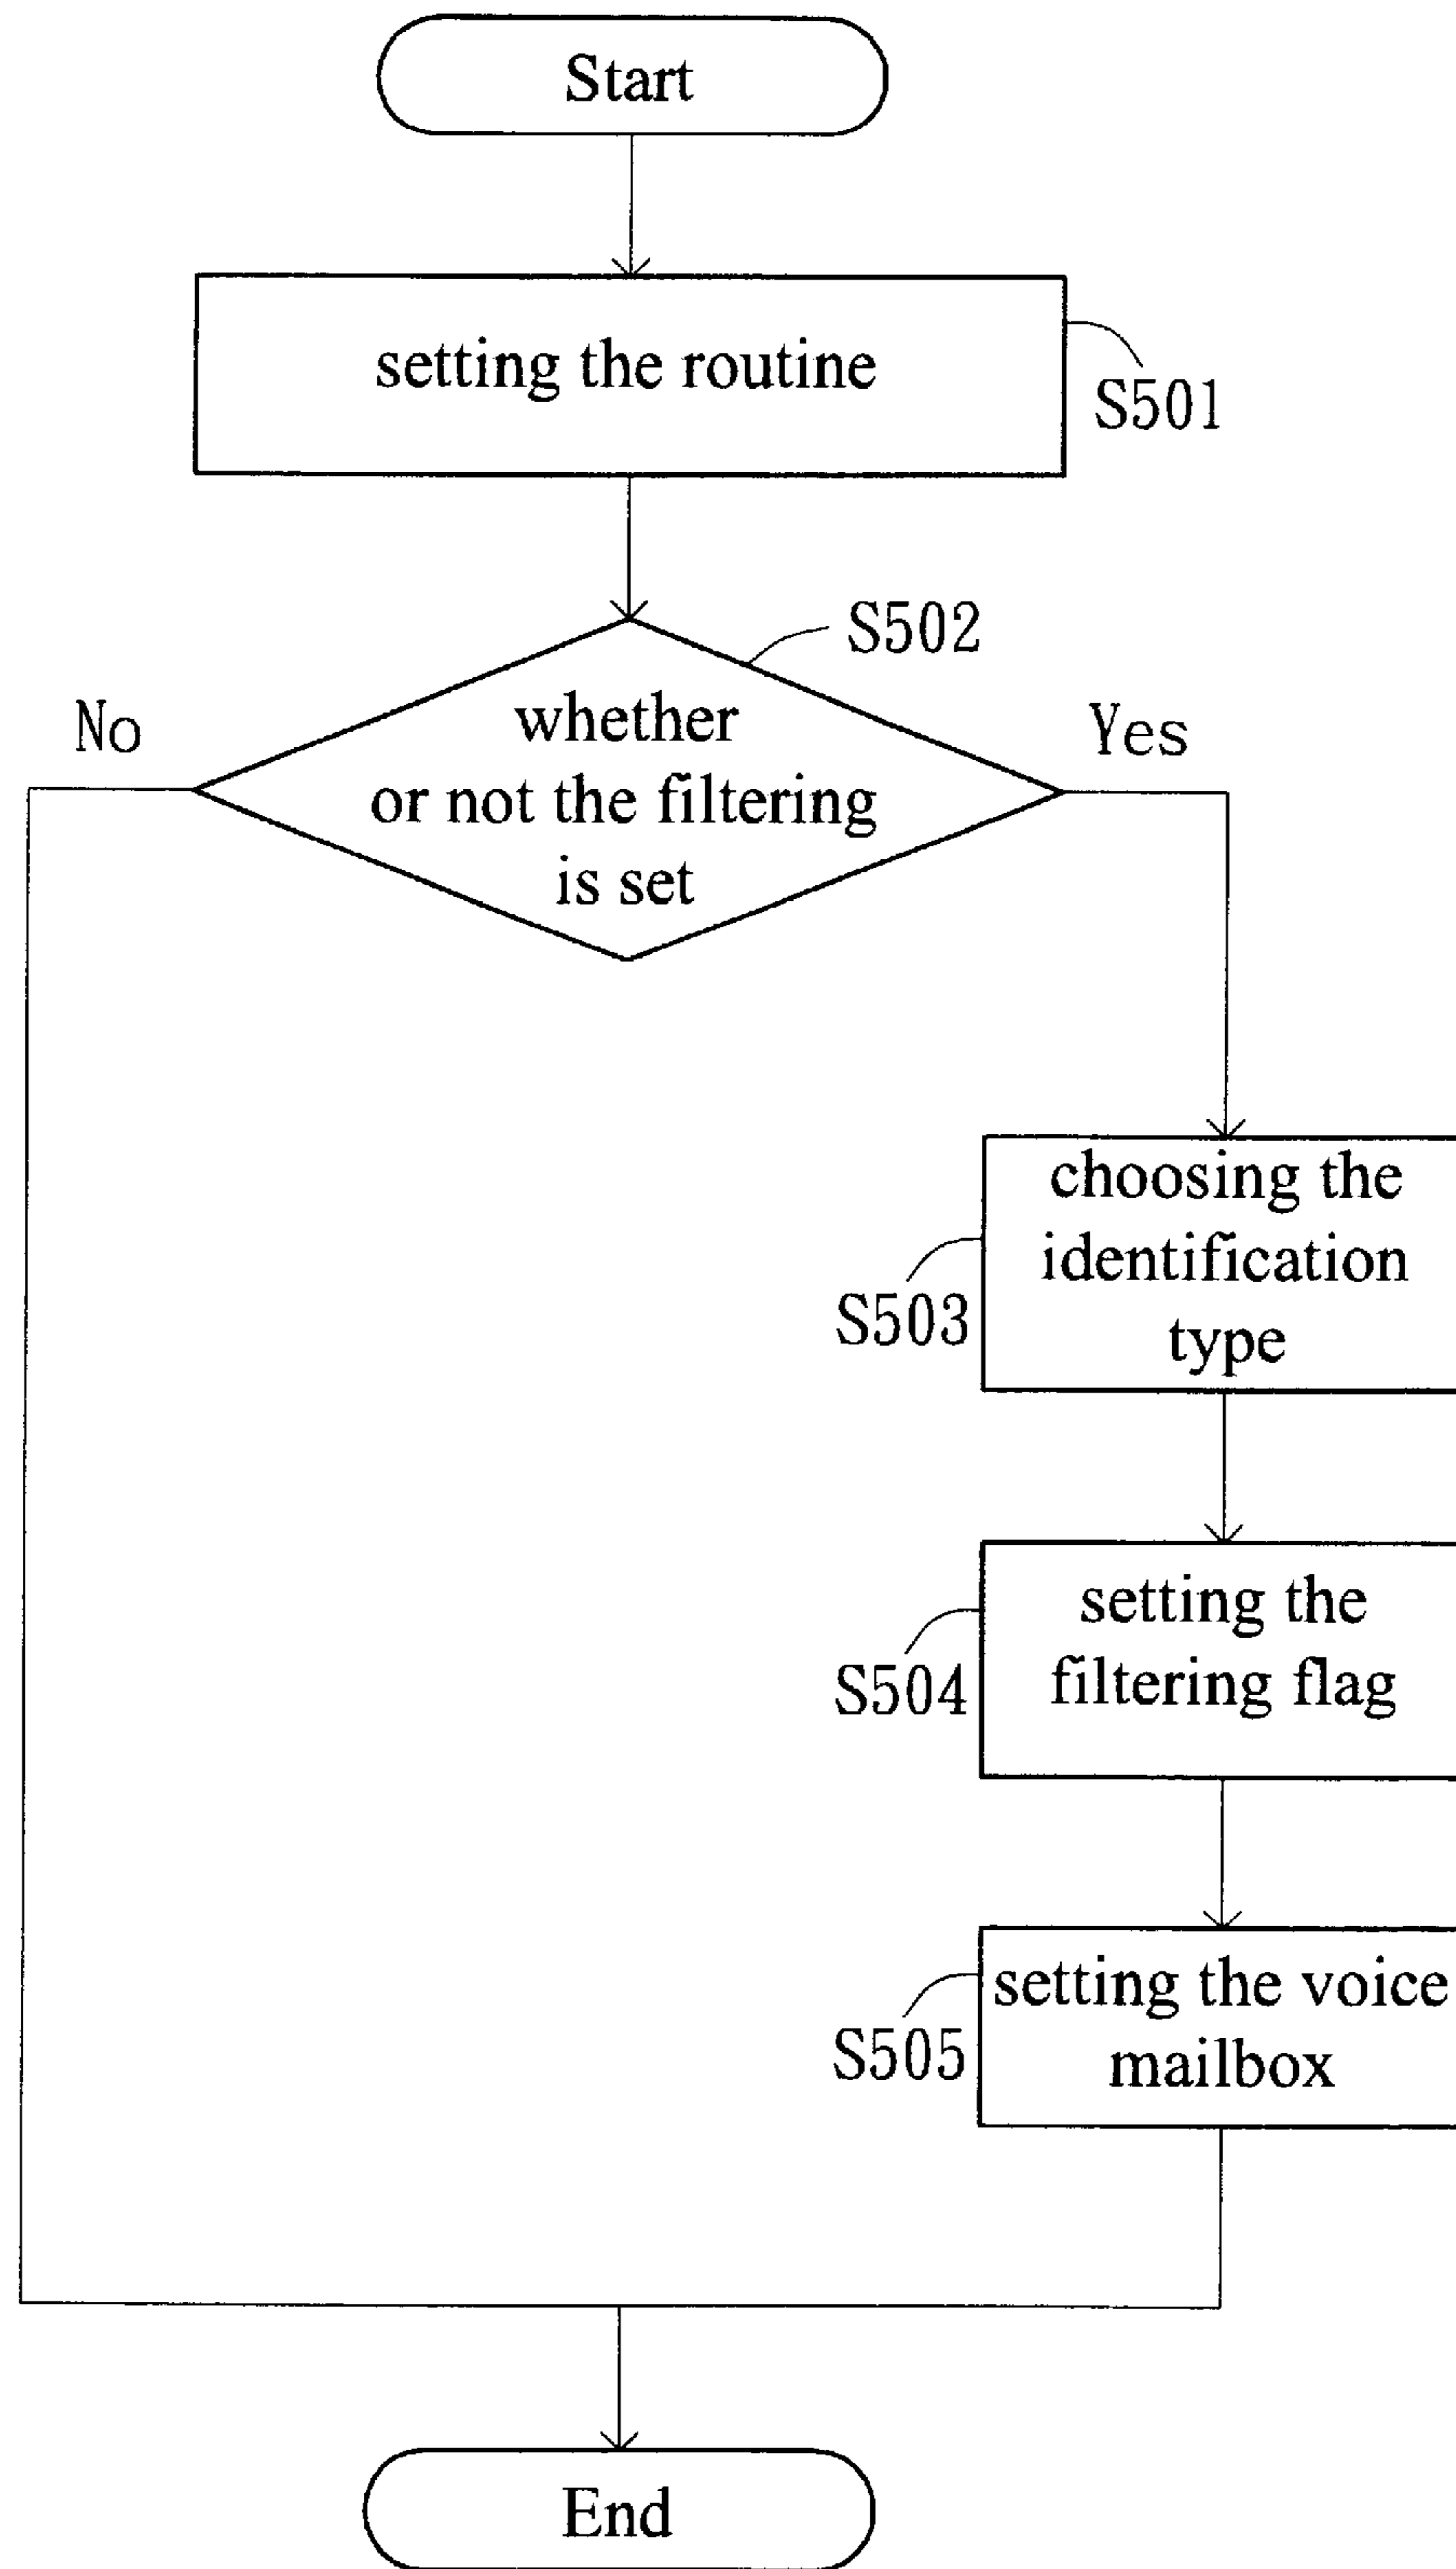 Start
setting the routine
S501
S502
No
Yes
whether
or not the filtering
is set
choosing the
identification
type
S503
setting the
filtering flag
S504
setting the voice
mailbox
S505
End